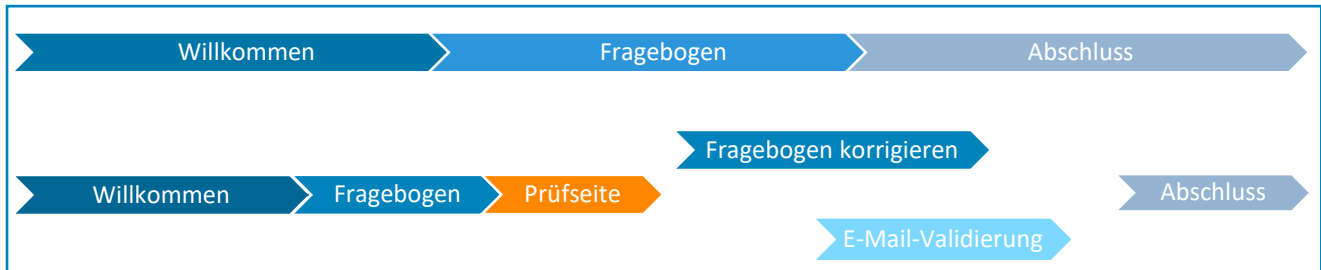 Willkommen Fragebogen Abschluss
Fragebogen korrigieren
Willkommen Fragebogen Prüfseite Abschluss
E-Mail-Validierung